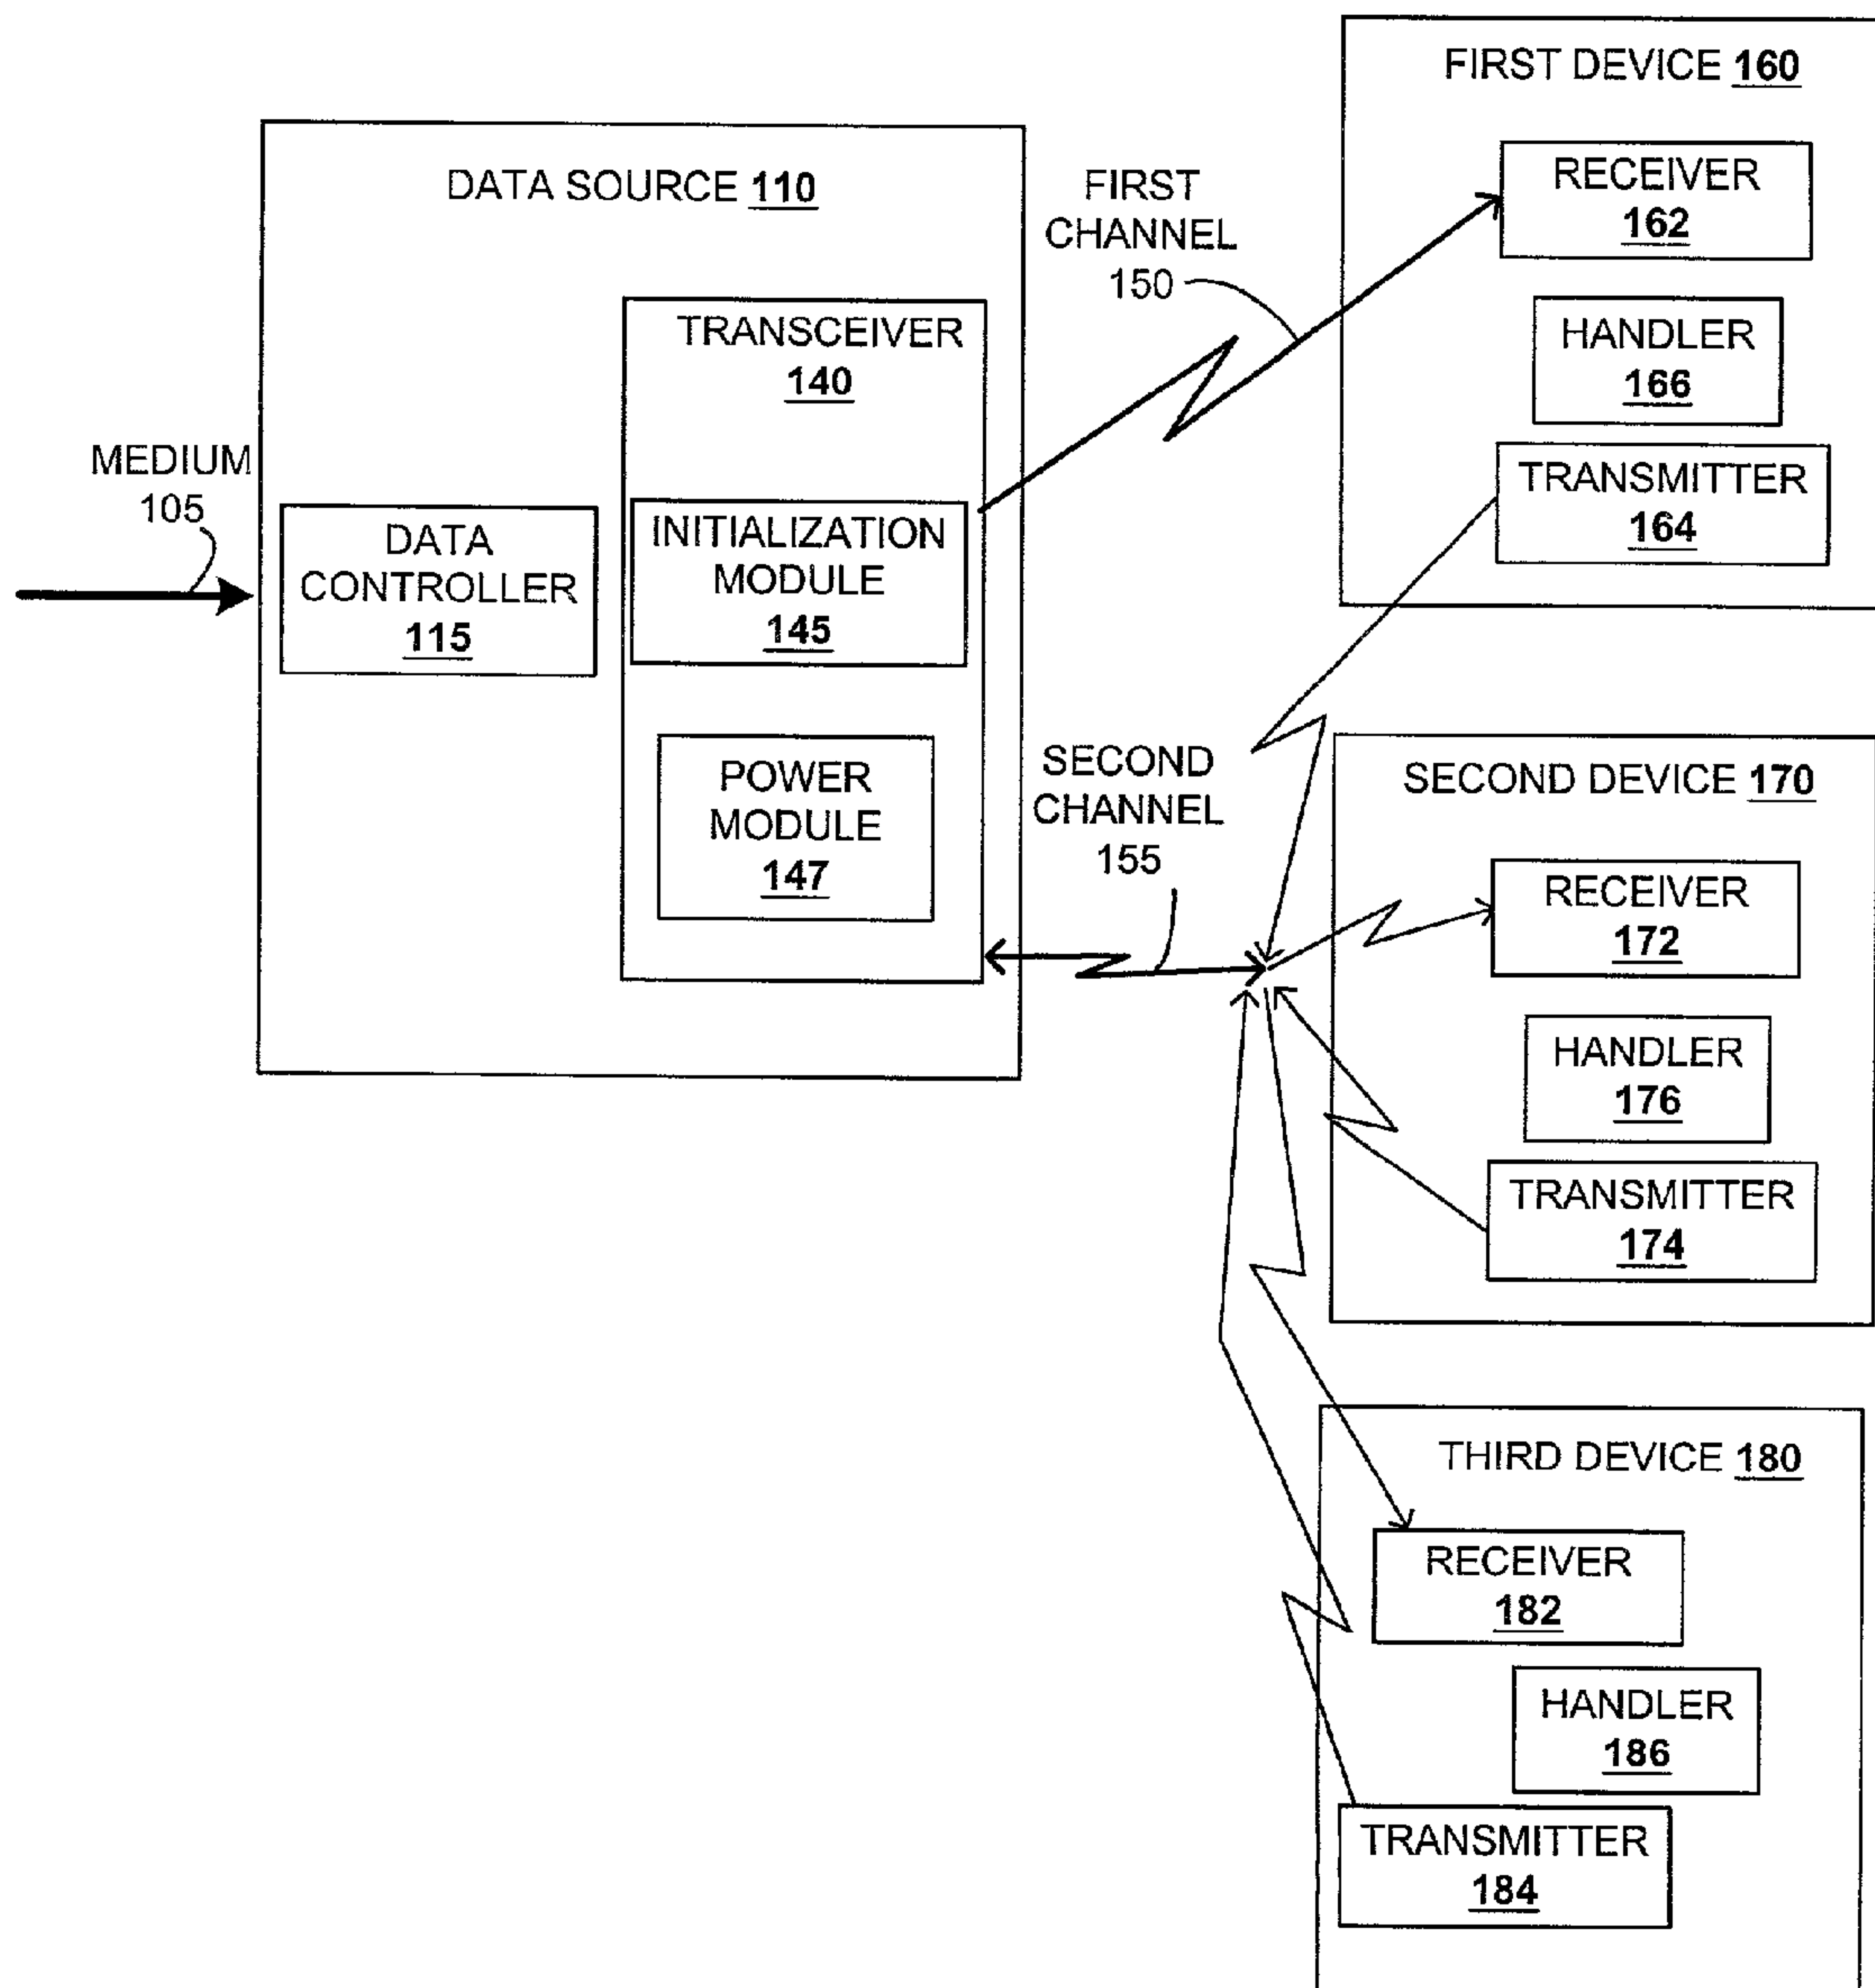 FIRST DEVICE 160
RECEIVER
162
HANDLER
166
TRANSMITTER
164
DATA SOURCE 110
TRANSCEIVER
140
INITIALIZATION
MODULE
145
POWER
MODULE
147
DATA
CONTROLLER
115
MEDIUM
105
FIRST
CHANNEL
150
SECOND
CHANNEL
155
SECOND DEVICE 170
RECEIVER
172
HANDLER
176
TRANSMITTER
174
THIRD DEVICE 180
RECEIVER
182
HANDLER
186
TRANSMITTER
184